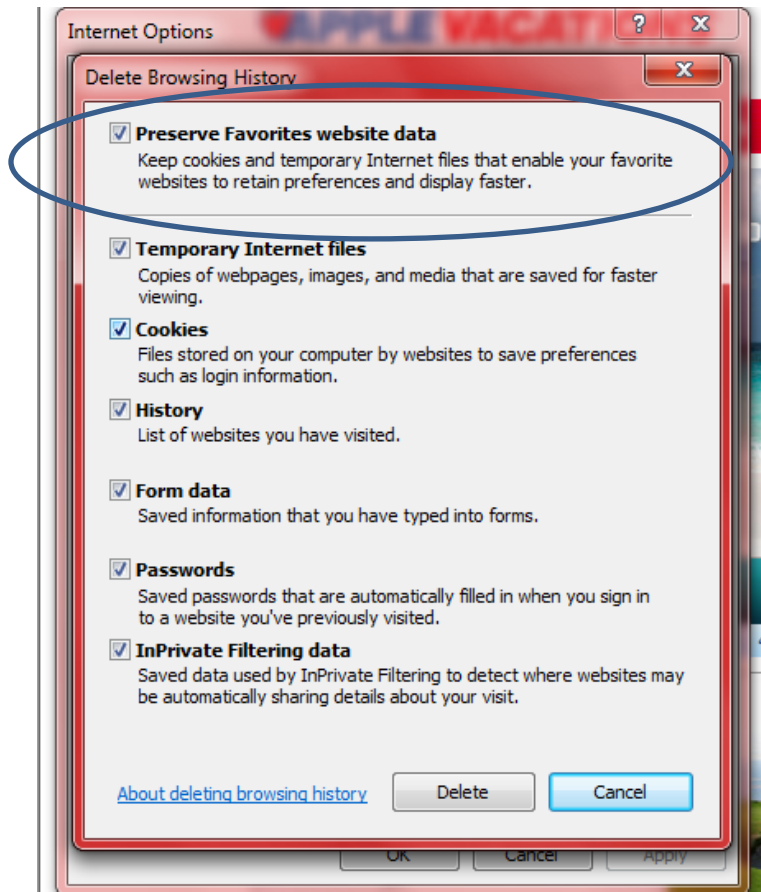 APPLE VACATIONS
Internet Options
Delete Browsing History
Preserve Favorites website data
Keep cookies and temporary Internet files that enable your favorite
websites to retain preferences and display faster.
Temporary Internet files
Copies of webpages, images, and media that are saved for faster
viewing.
Cookies
Files stored on your computer by websites to save preferences
such as login information.
History
List of websites you have visited.
Form data
Saved information that you have typed into forms.
Passwords
Saved passwords that are automatically filled in when you sign in
to a website you've previously visited.
InPrivate Filtering data
Saved data used by InPrivate Filtering to detect where websites may
be automatically sharing details about your visit.
About deleting browsing history Delete Cancel
OK Cancel Apply